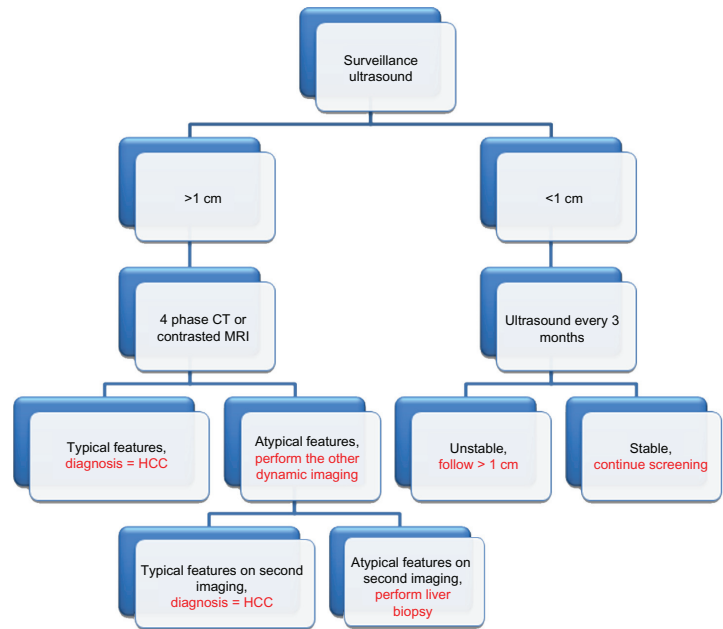 Surveillance
ultrasound
>1 cm
<1 cm
4 phase CT or
contrasted MRI
Ultrasound every 3
months
Typical features,
diagnosis = HCC
Atypical features,
perform the other
dynamic imaging
Unstable,
follow > 1 cm
Stable,
continue screening
Typical features on second
imaging,
diagnosis = HCC
Atypical features on
second imaging,
perform liver
biopsy